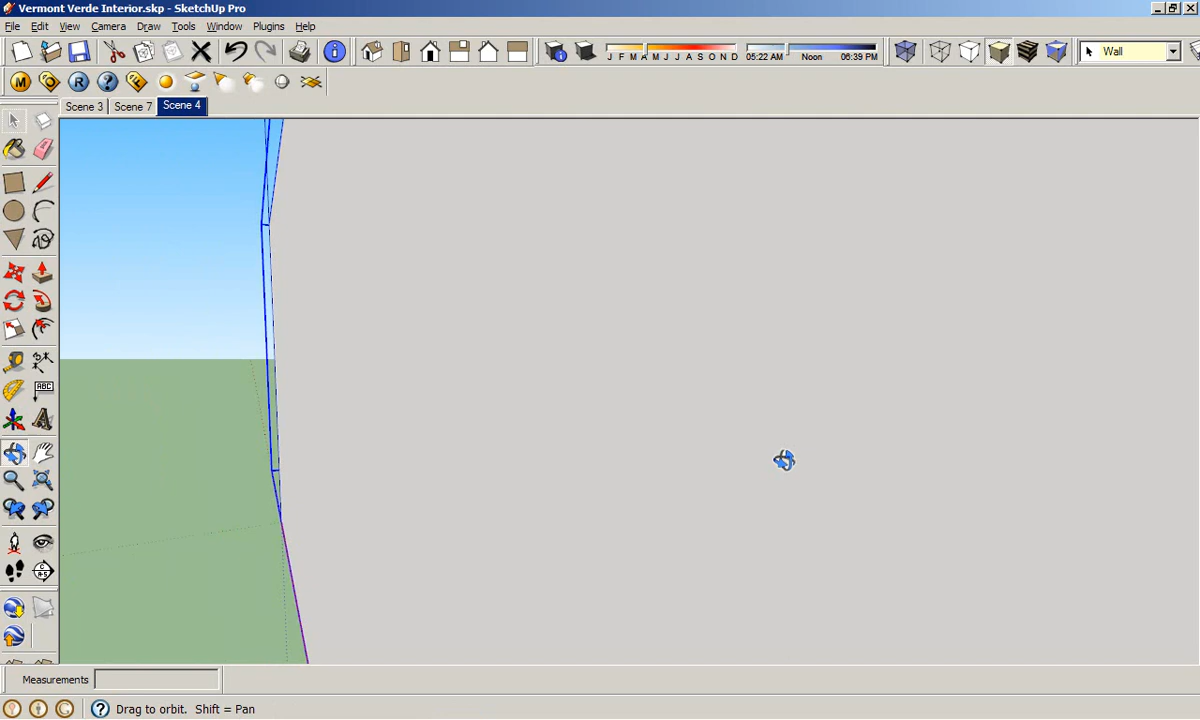 Vermont Verde Interior.skp - SketchUp Pro
File Edit View Camera Draw Tools Window Plugins Help
J F M A M J J A S O N D 05:22 AM Noon 06:39 PM Wall
M O R ? F
Scene 3 Scene 7 Scene 4
ABC
A
Measurements
? Drag to orbit. Shift = Pan